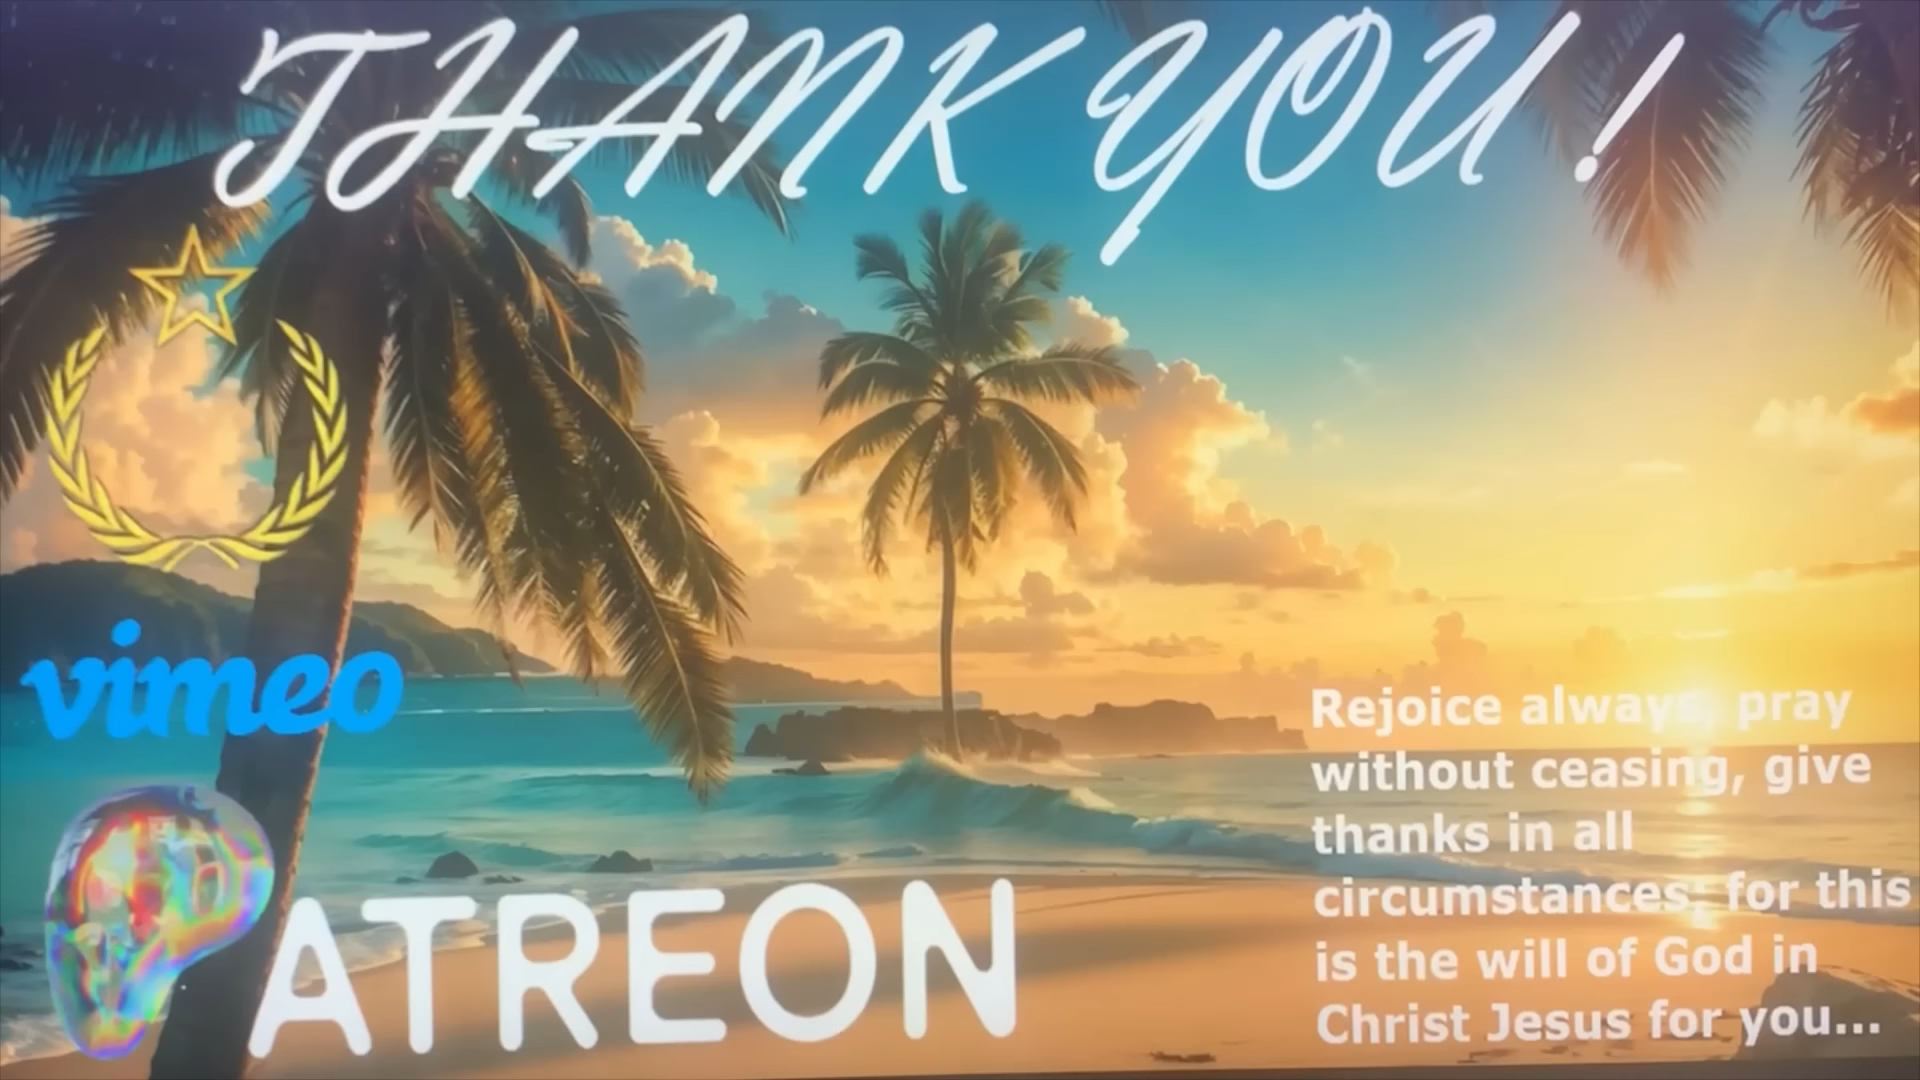 THANK YOU!
vimeo
PATREON
Rejoice always, pray
without ceasing, give
thanks in all
circumstances; for this
is the will of God in
Christ Jesus for you...